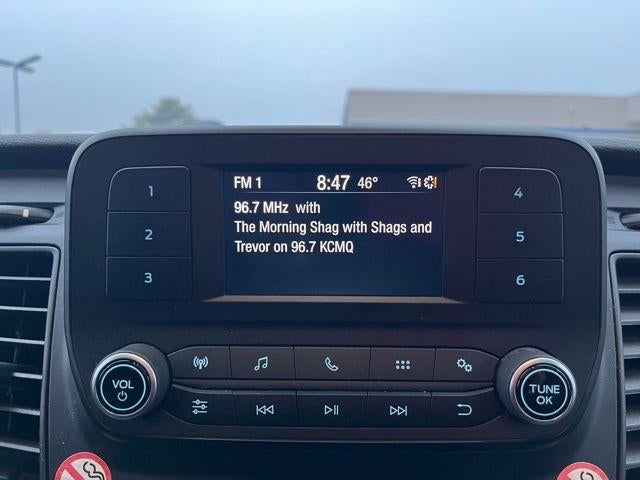 FM 1 8:47 46°
96.7 MHz with
The Morning Shag with Shags and
Trevor on 96.7 KCMQ
1
2
3
4
5
6
VOL
TUNE
OK